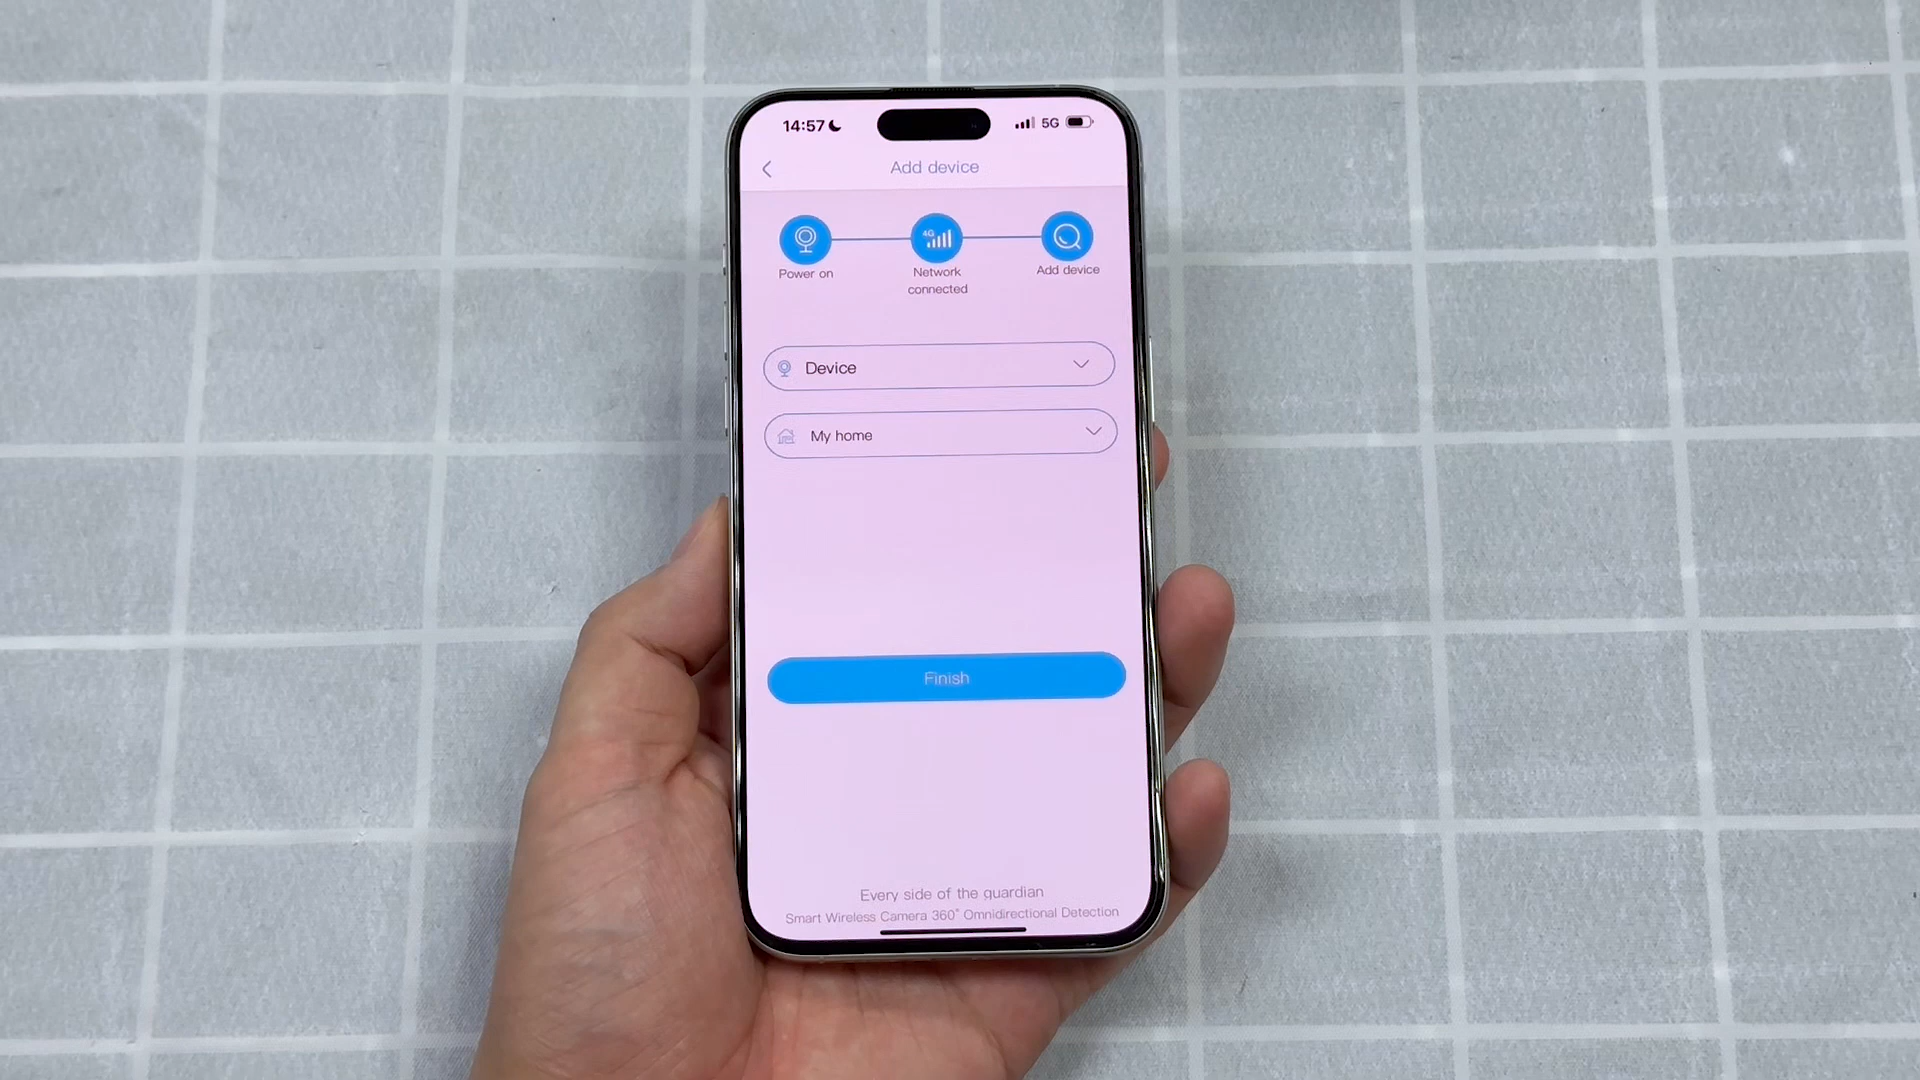 14:57
5G
Add device
4G
Power on
Network
connected
Add device
Device
My home
Finish
Every side of the guardian
Smart Wireless Camera 360° Omnidirectional Detection